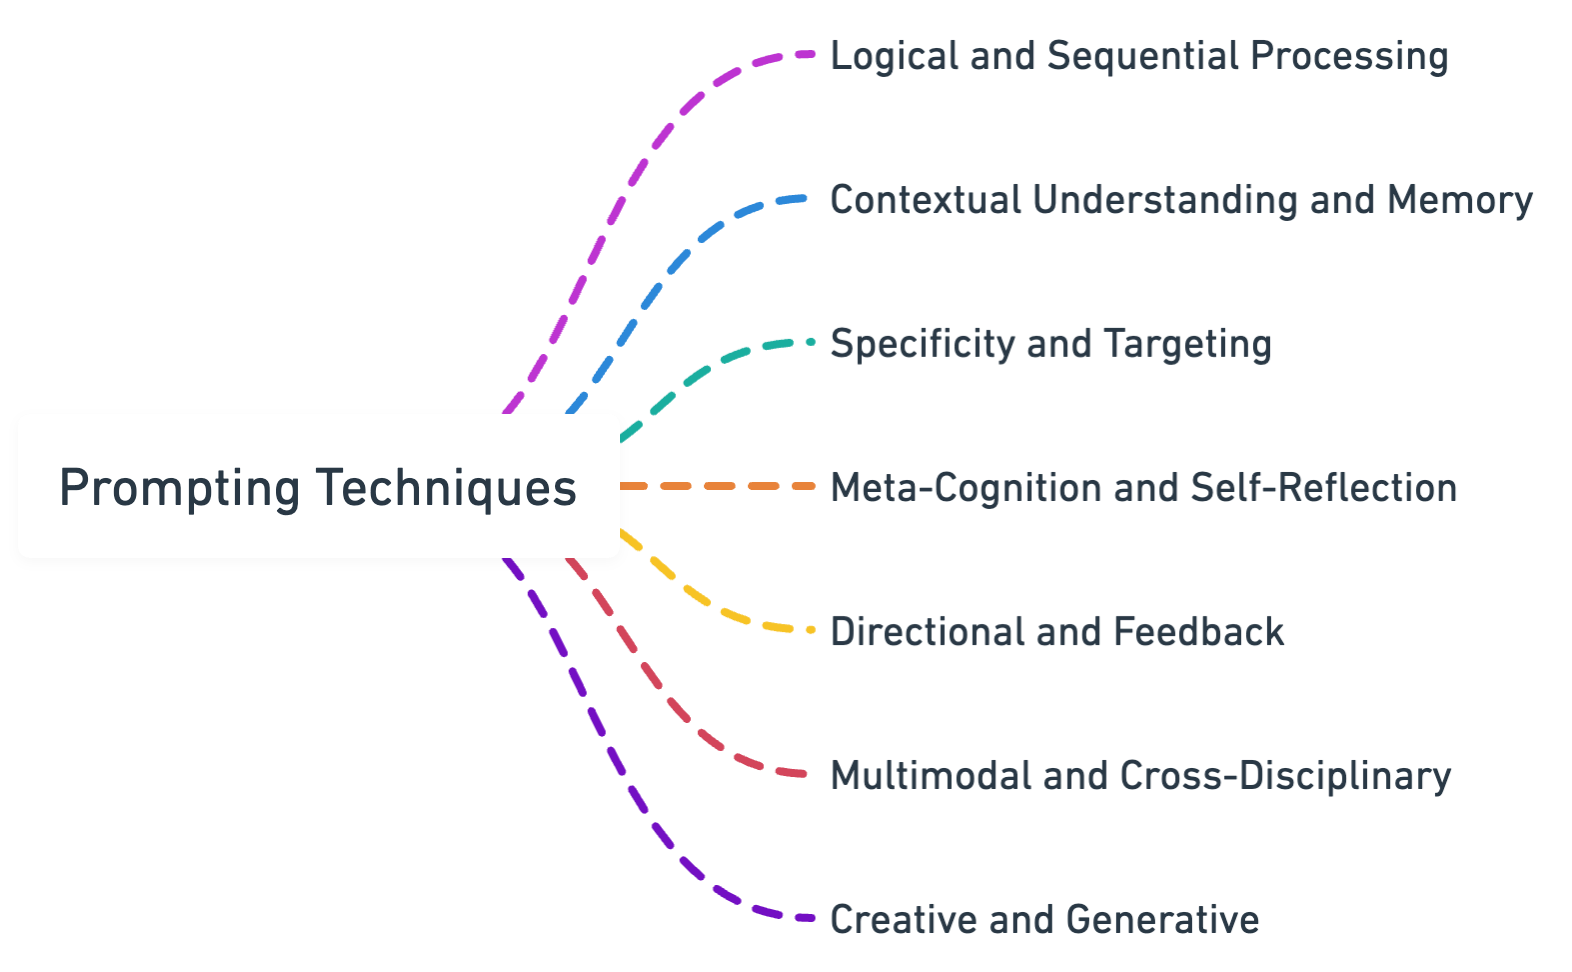 Logical and Sequential Processing
Contextual Understanding and Memory
Specificity and Targeting
Prompting Techniques
Meta-Cognition and Self-Reflection
Directional and Feedback
Multimodal and Cross-Disciplinary
Creative and Generative